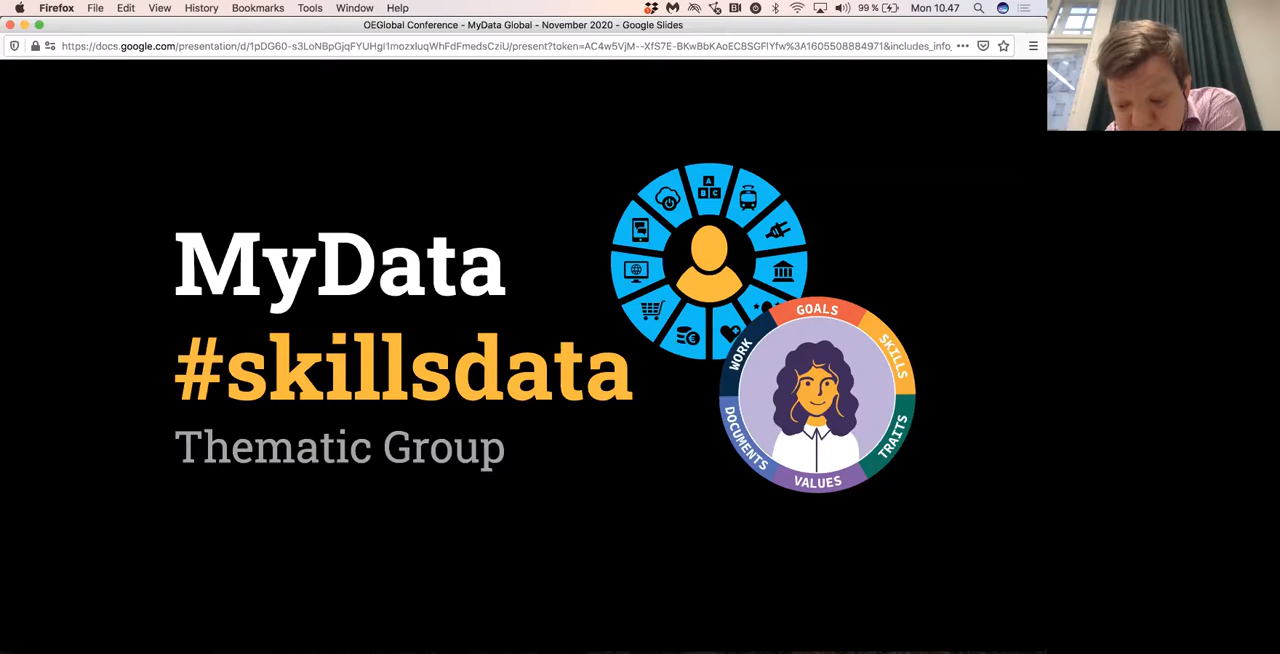 Firefox File Edit View History Bookmarks Tools Window Help 99 % Mon 10.47
OEGlobal Conference - MyData Global - November 2020 - Google Slides
MyData
#skillsdata
Thematic Group
A
B C
GOALS
SKILLS
TRAITS
VALUES
DOCUMENTS
WORK